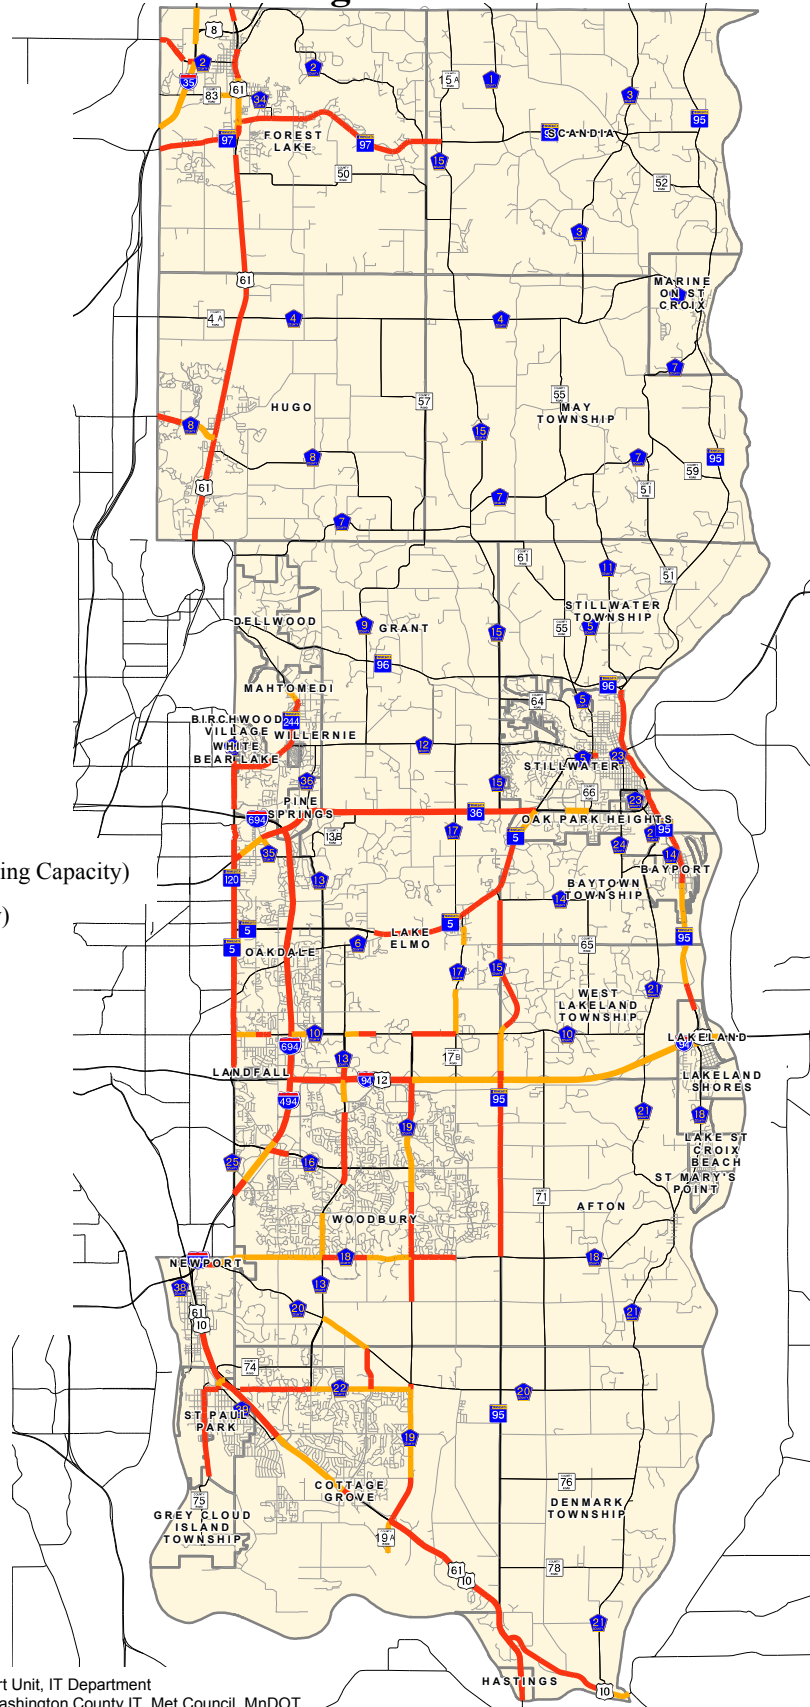 8
2
2
35
83
61
34
15 A
1
3
95
FOREST
LAKE
97
97
SCANDIA
15
50
52
3
61
MARINE
ON ST
CROIX
4 A
4
4
7
HUGO
57
55
MAY
TOWNSHIP
8
15
8
7
95
59
61
51
7
7
61
11
51
DELLWOOD
9
GRANT
STILLWATER
TOWNSHIP
15
55
5
96
MAHTOMEDI
96
64
5
BIRCHWOOD
VILLAGE
244
WILLERNIE
WHITE
BEAR LAKE
12
5
23
STILLWATER
36
15
66
PINE
SPRINGS
36
23
694
OAK PARK HEIGHTS
13B
17
5
95
24
35
14
ing Capacity)
120
13
BAYPORT
BAYTOWN
TOWNSHIP
14
)
5
5
LAKE
ELMO
5
6
65
95
OAKDALE
17
15
21
WEST
LAKELAND
TOWNSHIP
10
10
LAKELAND
694
13
17 B
LANDFALL
94
12
LAKELAND
SHORES
494
95
21
18
19
LAKE ST
CROIX
BEACH
25
16
ST MARY'S
POINT
71
AFTON
WOODBURY
NEWPORT
18
18
38
13
20
61
10
21
74
22
20
ST PAUL
PARK
95
19
COTTAGE
GROVE
76
75
DENMARK
TOWNSHIP
GREY CLOUD
ISLAND
TOWNSHIP
19 A
61
10
78
21
HASTINGS
10
rt Unit, IT Department
ashington County IT, Met Council, MnDOT